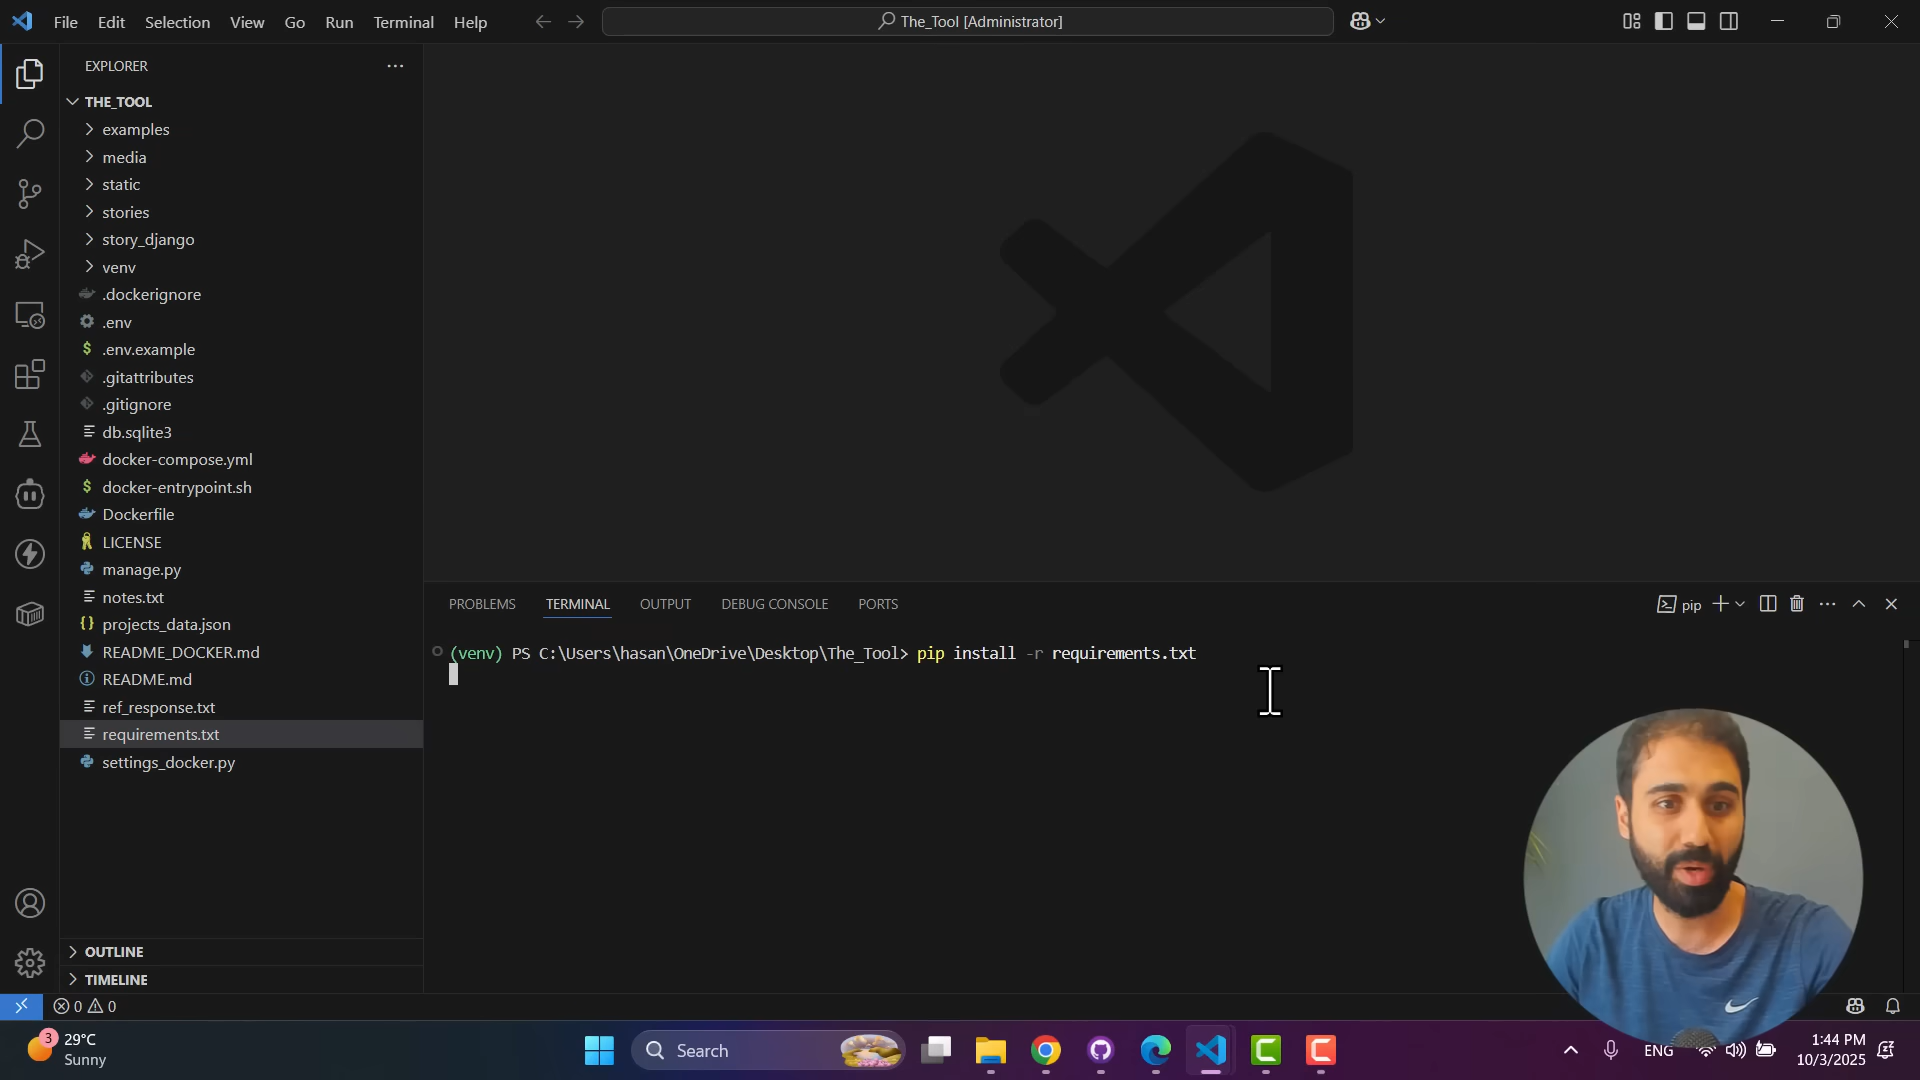 File Edit Selection View Go Run Terminal Help
The_Tool [Administrator]
EXPLORER
THE_TOOL
examples
media
static
stories
story_django
venv
.dockerignore
.env
.env.example
.gitattributes
.gitignore
db.sqlite3
docker-compose.yml
docker-entrypoint.sh
Dockerfile
LICENSE
manage.py
notes.txt
projects_data.json
README_DOCKER.md
README.md
ref_response.txt
requirements.txt
settings_docker.py
OUTLINE
TIMELINE
PROBLEMS TERMINAL OUTPUT DEBUG CONSOLE PORTS
pip
(venv) PS C:\Users\hasan\OneDrive\Desktop\The_Tool> pip install -r requirements.txt
0 0
3
29°C
Sunny
Search
ENG
1:44 PM
10/3/2025